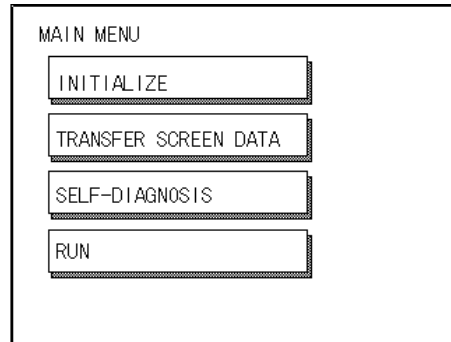 MAIN MENU
INITIALIZE
TRANSFER SCREEN DATA
SELF-DIAGNOSIS
RUN